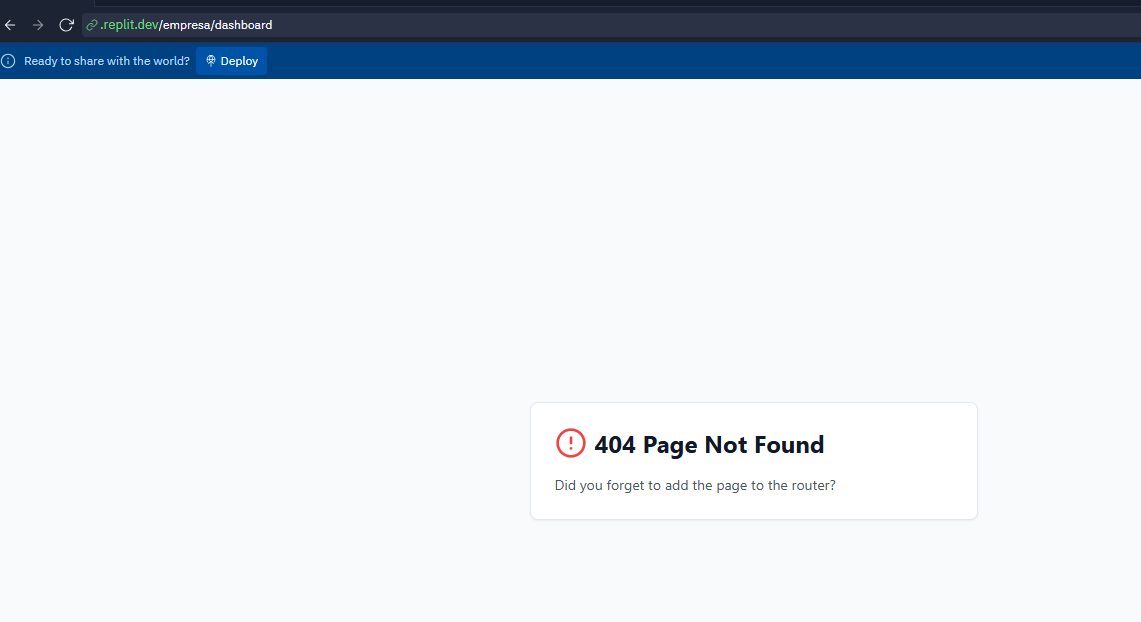 .replit.dev/empresa/dashboard
Ready to share with the world? Deploy
404 Page Not Found
Did you forget to add the page to the router?